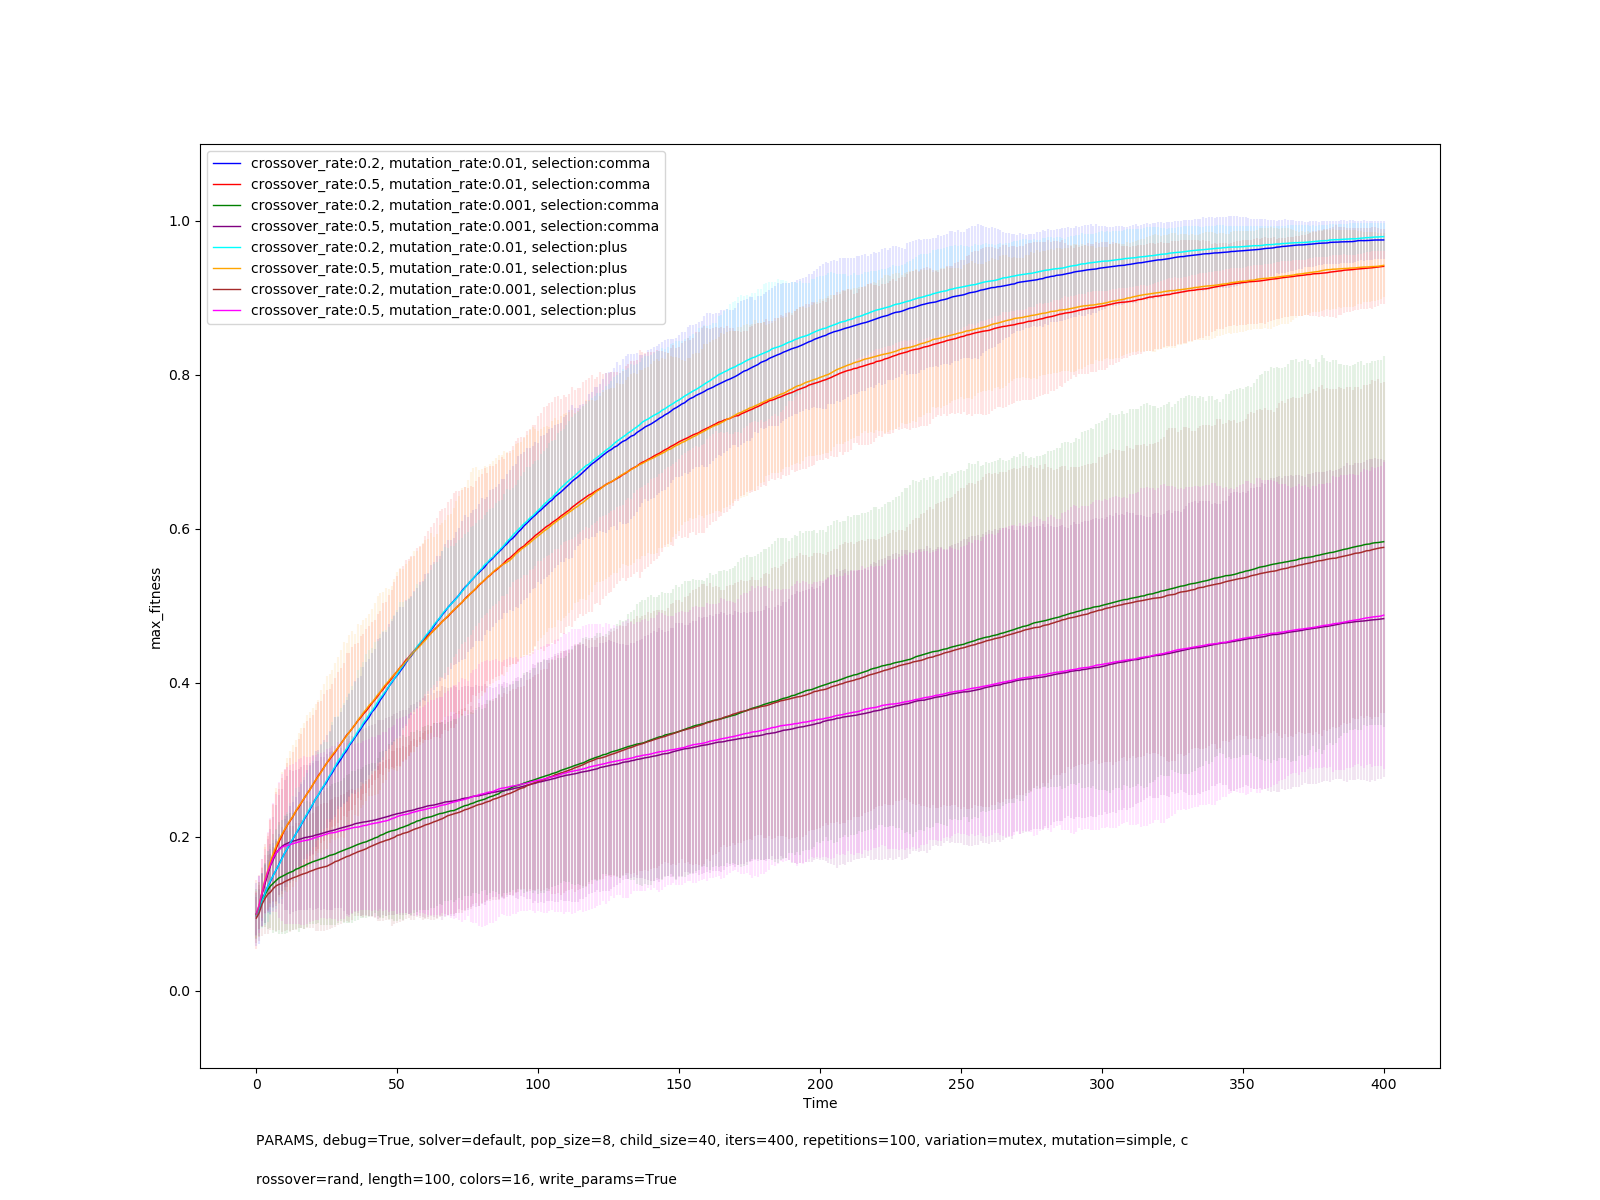 crossover_rate:0.2, mutation_rate:0.01, selection:comma
crossover_rate:0.5, mutation_rate:0.01, selection:comma
crossover_rate:0.2, mutation_rate:0.001, selection:comma
crossover_rate:0.5, mutation_rate:0.001, selection:comma
crossover_rate:0.2, mutation_rate:0.01, selection:plus
crossover_rate:0.5, mutation_rate:0.01, selection:plus
crossover_rate:0.2, mutation_rate:0.001, selection:plus
crossover_rate:0.5, mutation_rate:0.001, selection:plus
1.0
0.8
0.6
0.4
0.2
0.0
max_fitness
0 50 100 150 200 250 300 350 400
Time
PARAMS, debug=True, solver=default, pop_size=8, child_size=40, iters=400, repetitions=100, variation=mutex, mutation=simple, c
rossover=rand, length=100, colors=16, write_params=True